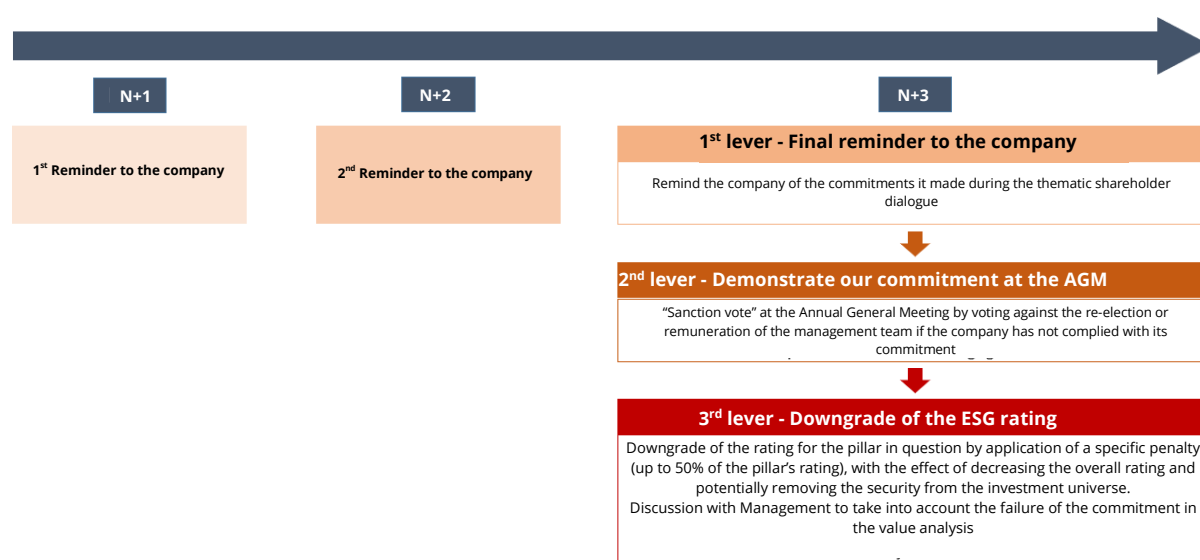 N+1
N+2
N+3
1st Reminder to the company
2nd Reminder to the company
1st lever - Final reminder to the company
Remind the company of the commitments it made during the thematic shareholder
dialogue
2nd lever - Demonstrate our commitment at the AGM
“Sanction vote” at the Annual General Meeting by voting against the re-election or
remuneration of the management team if the company has not complied with its
commitment
3rd lever - Downgrade of the ESG rating
Downgrade of the rating for the pillar in question by application of a specific penalty
(up to 50% of the pillar’s rating), with the effect of decreasing the overall rating and
potentially removing the security from the investment universe.
Discussion with Management to take into account the failure of the commitment in
the value analysis